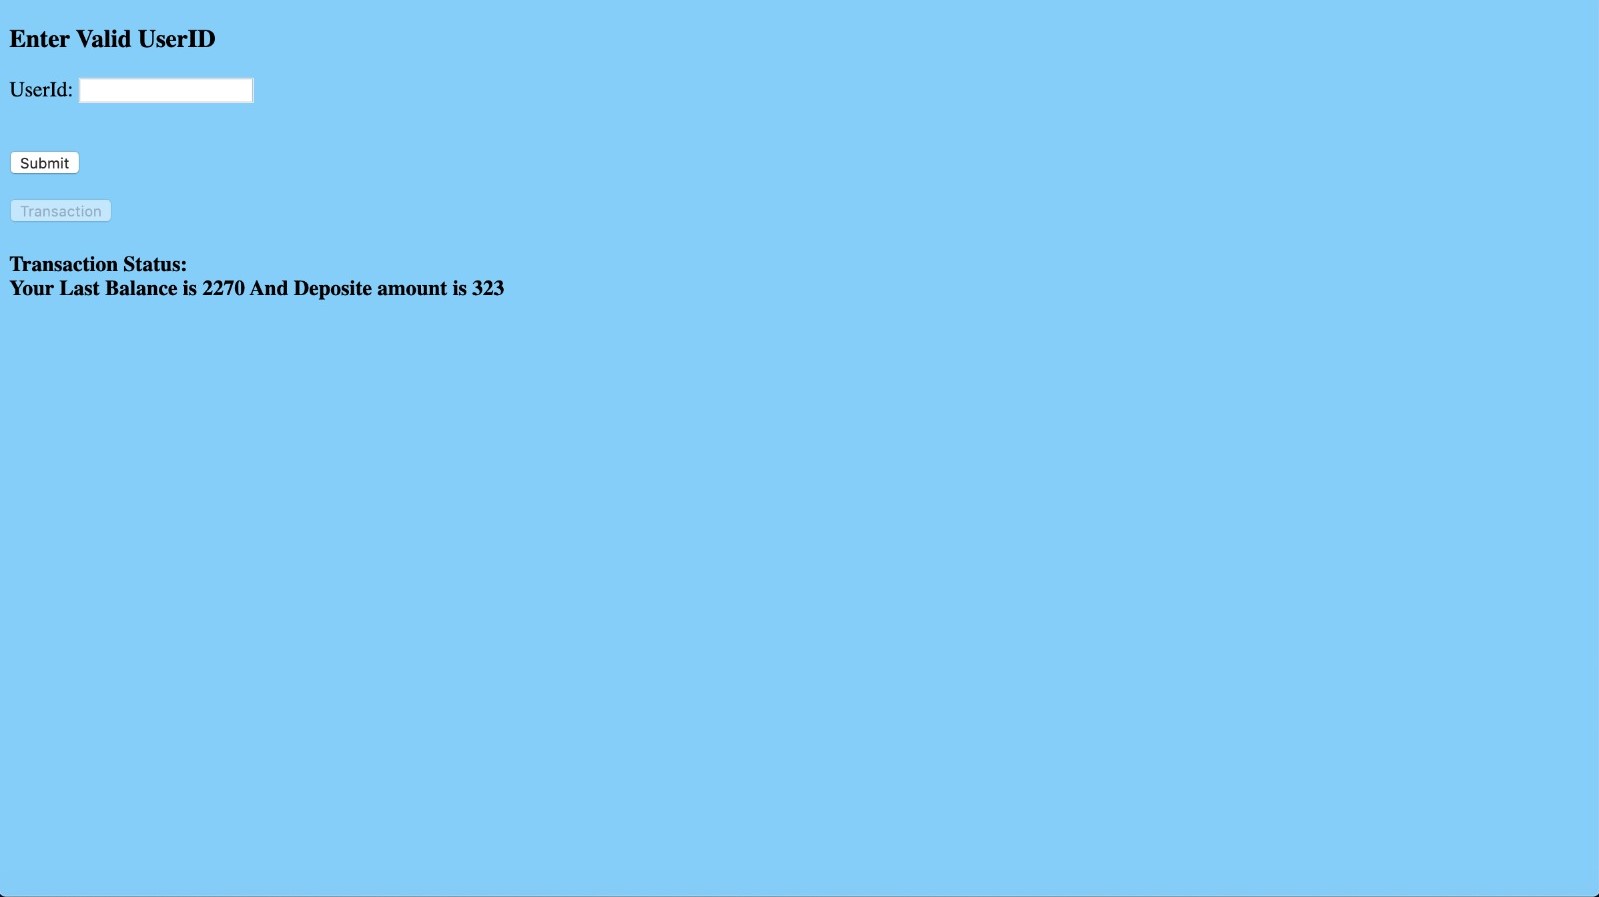 Enter Valid UserID
UserId:
Submit
Transaction
Transaction Status:
Your Last Balance is 2270 And Deposite amount is 323